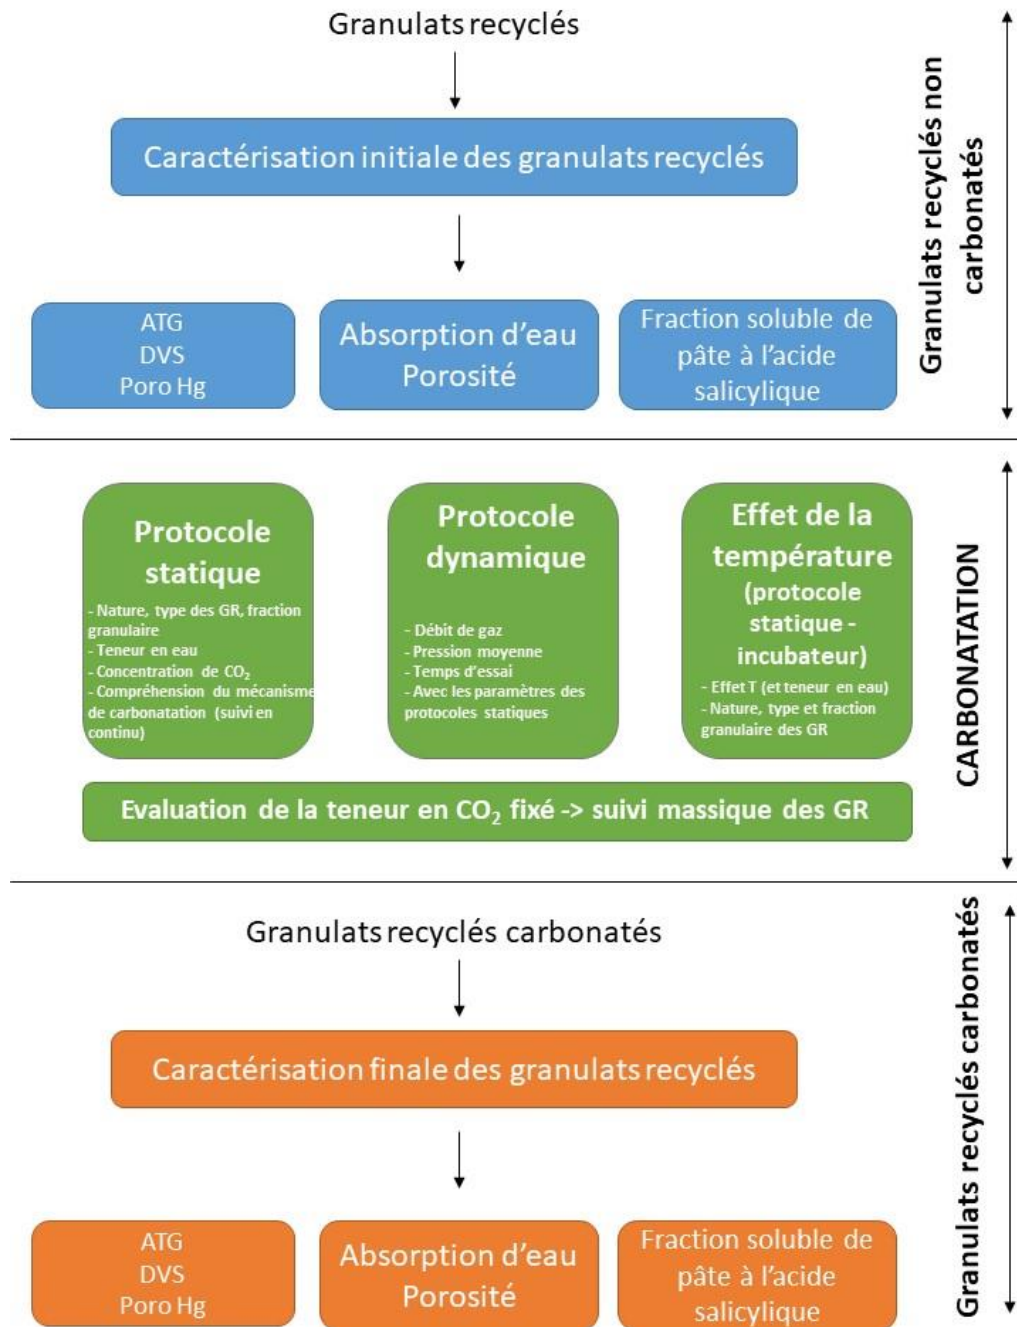 Granulats recyclés
Caractérisation initiale des granulats recyclés
ATG
DVS
Poro Hg
Absorption d'eau
Porosité
Fraction soluble de
pâte à l'acide
salicylique
Granulats recyclés non
carbonatés
Protocole
statique
- Nature, type des GR, fraction
granulaire
- Teneur en eau
- Concentration de CO₂
- Compréhension du mécanisme
de carbonatation (suivi en
continu)
Protocole
dynamique
- Débit de gaz
- Pression moyenne
- Temps d'essai
- Avec les paramètres des
protocoles statiques
Effet de la
température
(protocole
statique -
incubateur)
- Effet T (et teneur en eau)
- Nature, type et fraction
granulaire des GR
Evaluation de la teneur en CO₂ fixé -> suivi massique des GR
CARBONATATION
Granulats recyclés carbonatés
Caractérisation finale des granulats recyclés
ATG
DVS
Poro Hg
Absorption d'eau
Porosité
Fraction soluble de
pâte à l'acide
salicylique
Granulats recyclés carbonatés